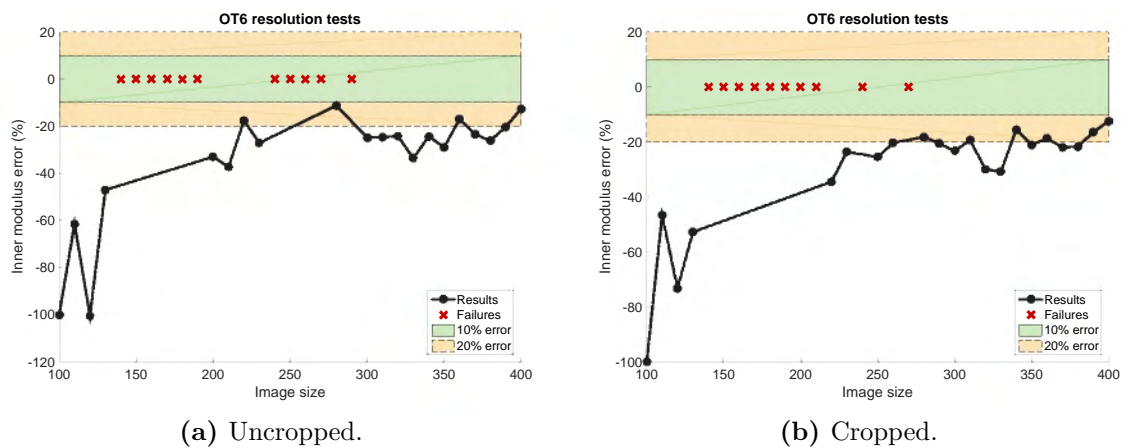 OT6 resolution tests
20
0
-20
-40
-60
-80
-100
-120
Inner modulus error (%)
Results
Failures
10% error
20% error
100 150 200 250 300 350 400
Image size
(a) Uncropped.
OT6 resolution tests
20
0
-20
-40
-60
-80
-100
Inner modulus error (%)
Results
Failures
10% error
20% error
100 150 200 250 300 350 400
Image size
(b) Cropped.